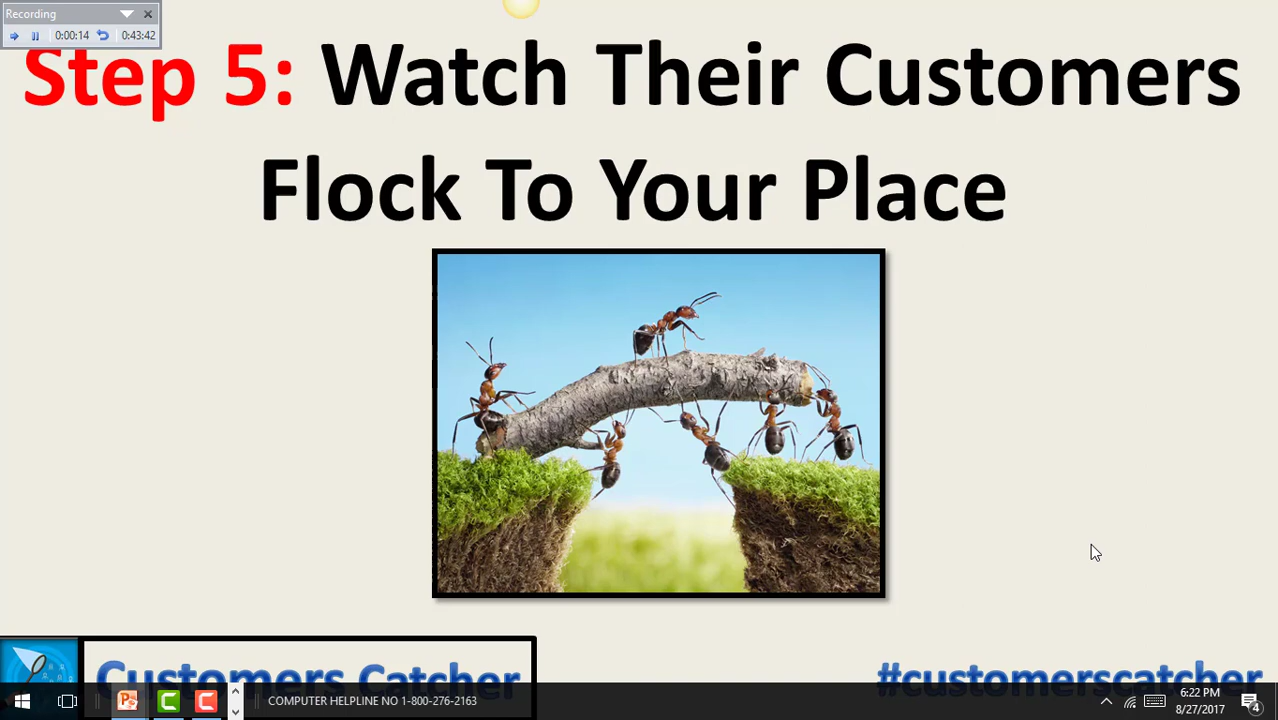 Recording
0:00:14
0:43:42
Step 5: Watch Their Customers
Flock To Your Place
Customers Catcher
#customerscatcher
COMPUTER HELPLINE NO 1-800-276-2163
6:22 PM
8/27/2017
4